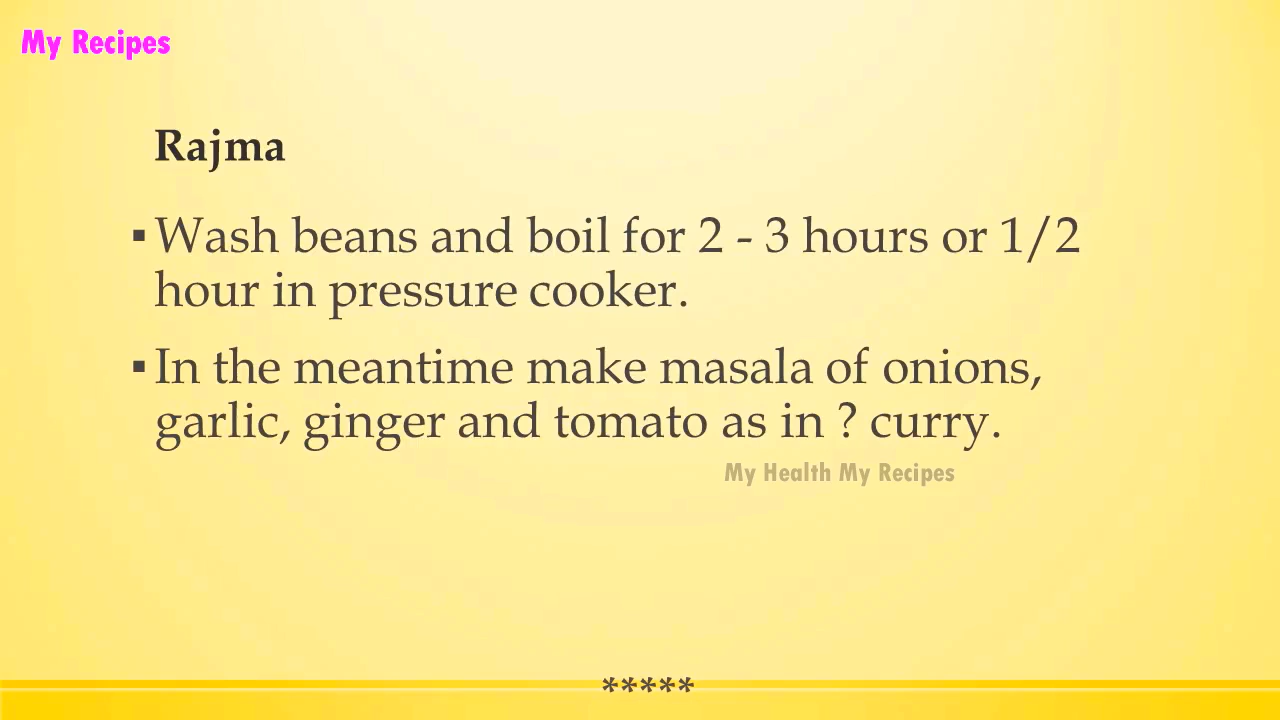 My Recipes
Rajma
▪Wash beans and boil for 2 - 3 hours or 1/2
hour in pressure cooker.
▪In the meantime make masala of onions,
garlic, ginger and tomato as in ? curry.
My Health My Recipes
*****